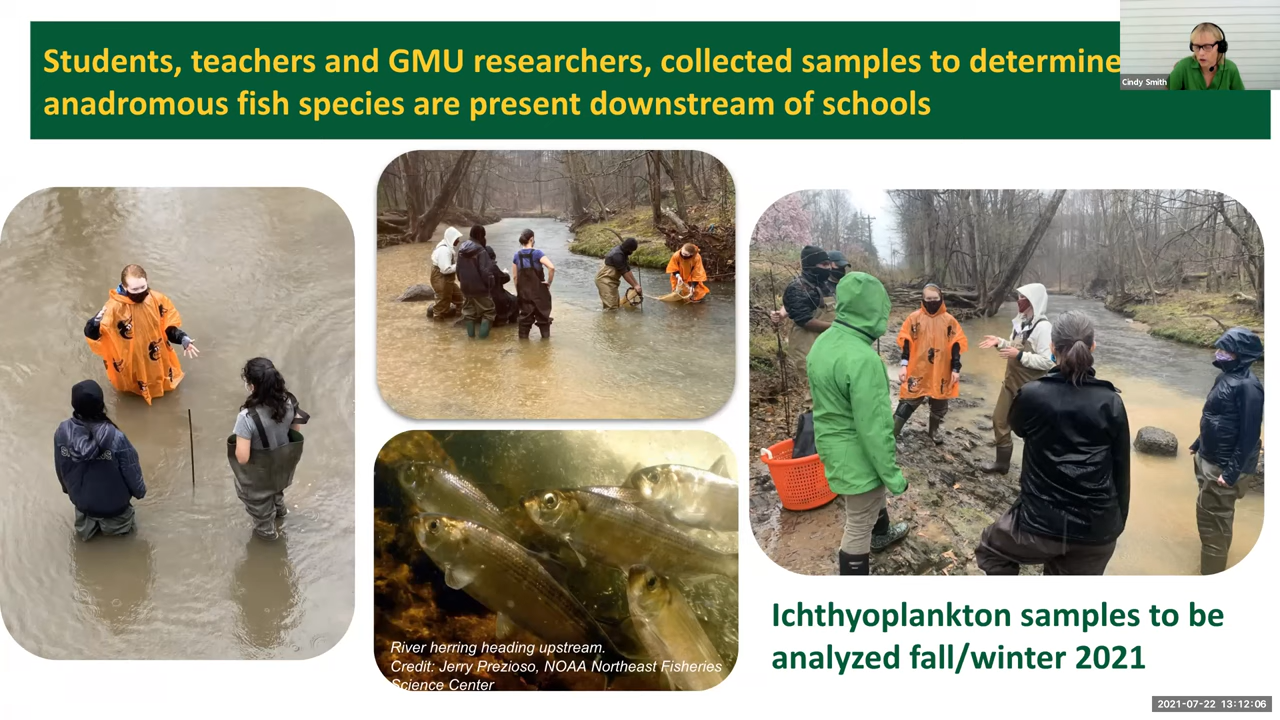 Students, teachers and GMU researchers, collected samples to determine
anadromous fish species are present downstream of schools
Cindy Smith
River herring heading upstream.
Credit: Jerry Prezioso, NOAA Northeast Fisheries
Science Center
Ichthyoplankton samples to be
analyzed fall/winter 2021
2021-07-22 13:12:06